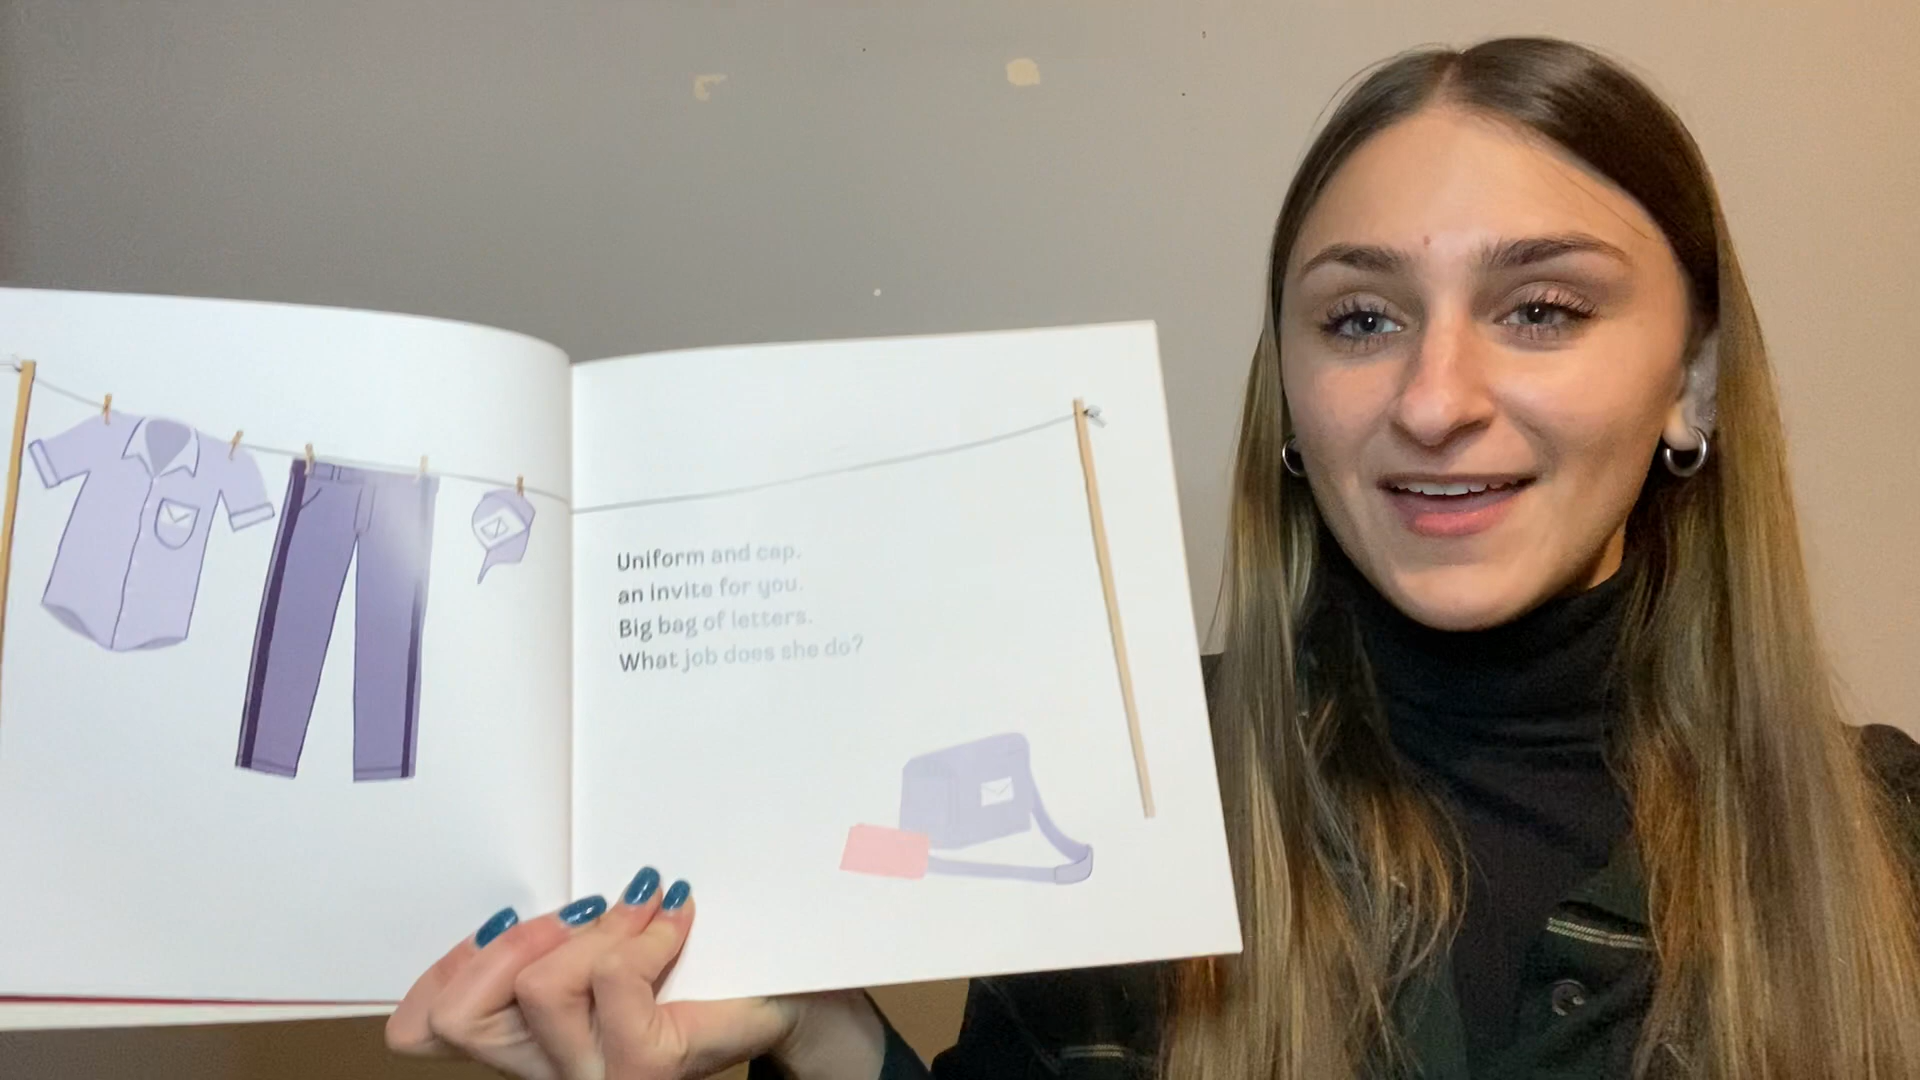 Uniform and cap.
an invite for you.
Big bag of letters.
What job does she do?